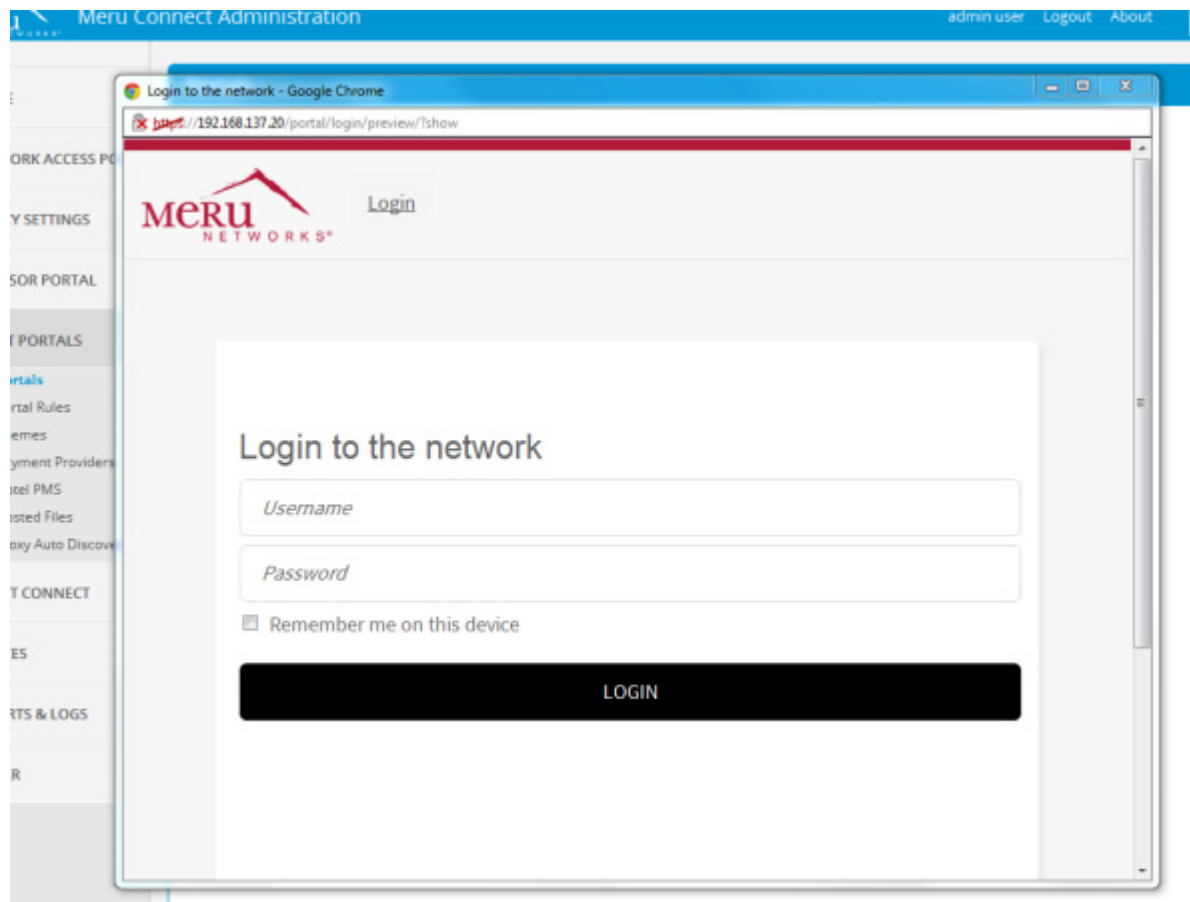 Meru Connect Administration
admin user Logout About
Login to the network - Google Chrome
https://192.168.137.20/portal/login/preview/?show
ORK ACCESS PO
Y SETTINGS
SOR PORTAL
T PORTALS
rtals
rtal Rules
emes
yment Providers
tel PMS
sted Files
oxy Auto Discove
T CONNECT
ES
RTS & LOGS
R
MERU
NETWORKS®
Login
Login to the network
Username
Password
Remember me on this device
LOGIN